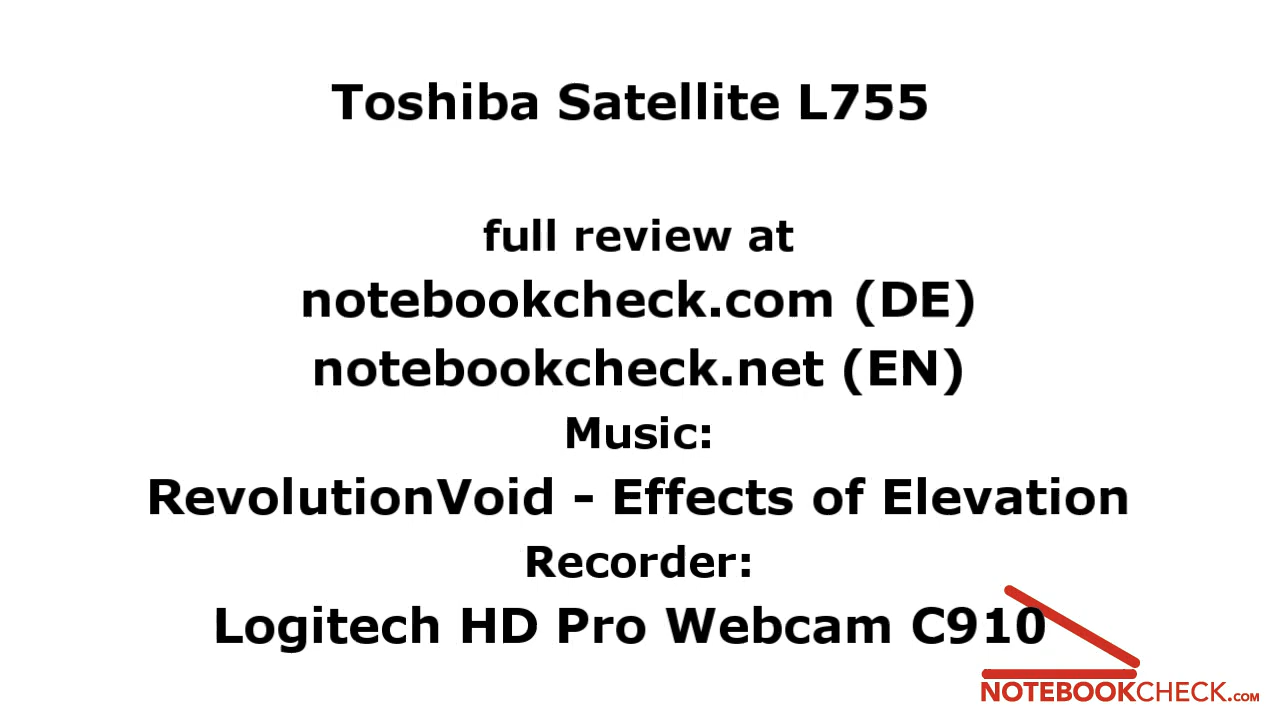 Toshiba Satellite L755
full review at
notebookcheck.com (DE)
notebookcheck.net (EN)
Music:
RevolutionVoid - Effects of Elevation
Recorder:
Logitech HD Pro Webcam C910
NOTEBOOKCHECK.COM